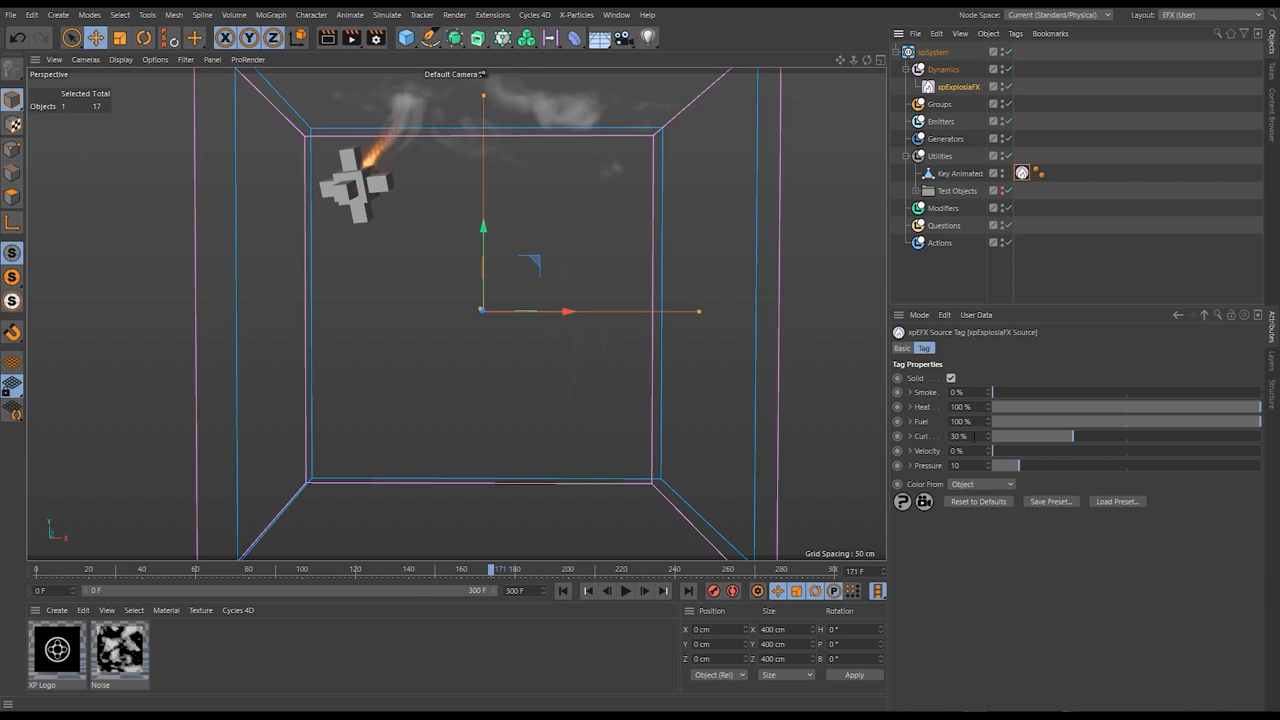 File Edit Create Modes Select Tools Mesh Spline Volume MoGraph Character Animate Simulate Tracker Render Extensions Cycles 4D X-Particles Window Help
Node Space: Current (Standard/Physical) Layout: EFX (User)
File Edit View Object Tags Bookmarks
View Cameras Display Options Filter Panel ProRender
Perspective Default Camera
Selected Total
Objects 1 17
xpSystem
Dynamics
xpExplosiaFX
Groups
Emitters
Generators
Utilities
Key Animated
Test Objects
Modifiers
Questions
Actions
Objects
Takes
Content Browser
Mode Edit User Data
xpEFX Source Tag [xpExplosiaFX Source]
Basic Tag
Tag Properties
Solid
Smoke 0 %
Heat 100 %
Fuel 100 %
Curl 30 %
Velocity 0 %
Pressure 10
Color From Object
Reset to Defaults Save Preset... Load Preset...
Attributes
Layers
Structure
Y
Z X
Grid Spacing : 50 cm
0 20 40 60 80 100 120 140 160 171 180 200 220 240 260 280 30 171 F
0 F 0 F 300 F 300 F
Create Edit View Select Material Texture Cycles 4D
XP Logo Noise
Position Size Rotation
X 0 cm X 400 cm H 0 °
Y 0 cm Y 400 cm P 0 °
Z 0 cm Z 400 cm B 0 °
Object (Rel) Size Apply